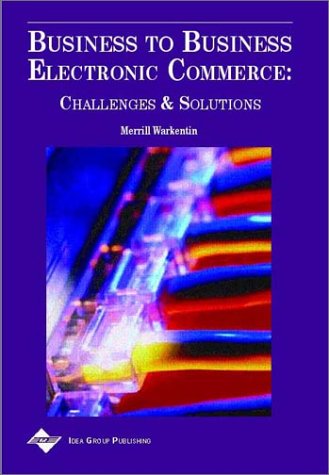 BUSINESS TO BUSINESS
ELECTRONIC COMMERCE:
CHALLENGES & SOLUTIONS
Merrill Warkentin
IDEA GROUP PUBLISHING